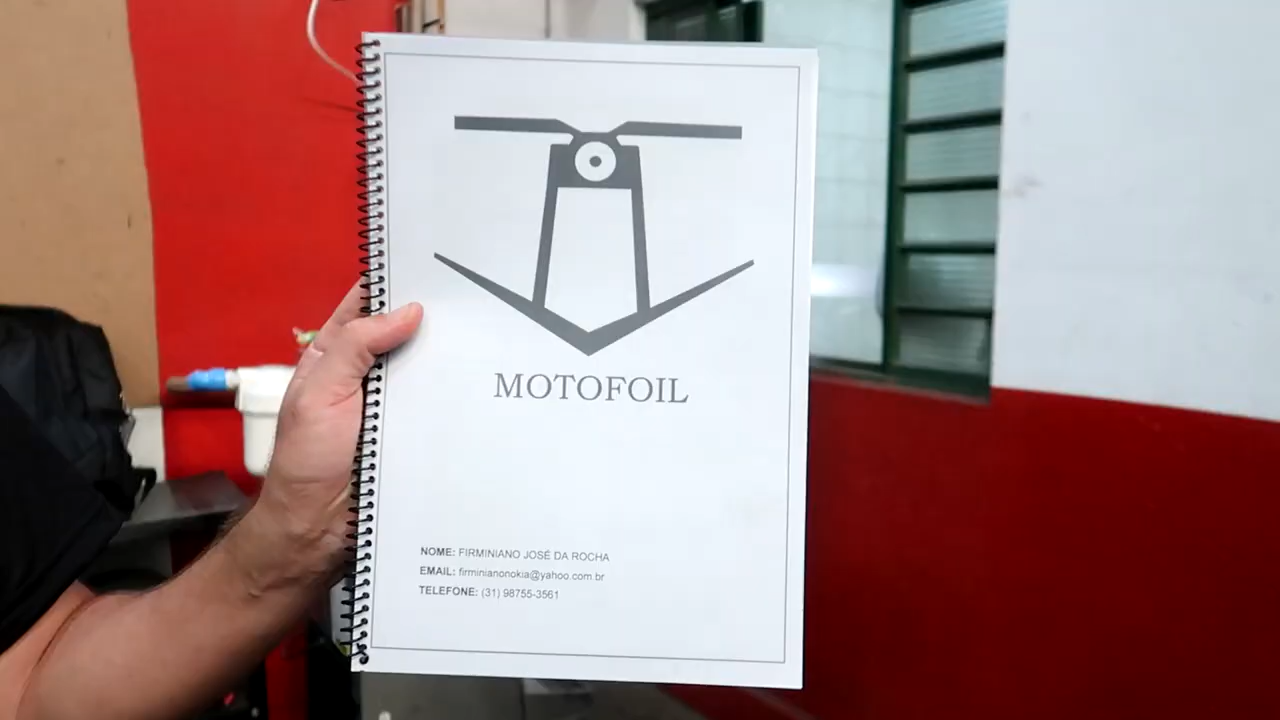 MOTOFOIL
NOME: FIRMINIANO JOSÉ DA ROCHA
EMAIL: firminianonokia@yahoo.com.br
TELEFONE: (31) 98755-3561